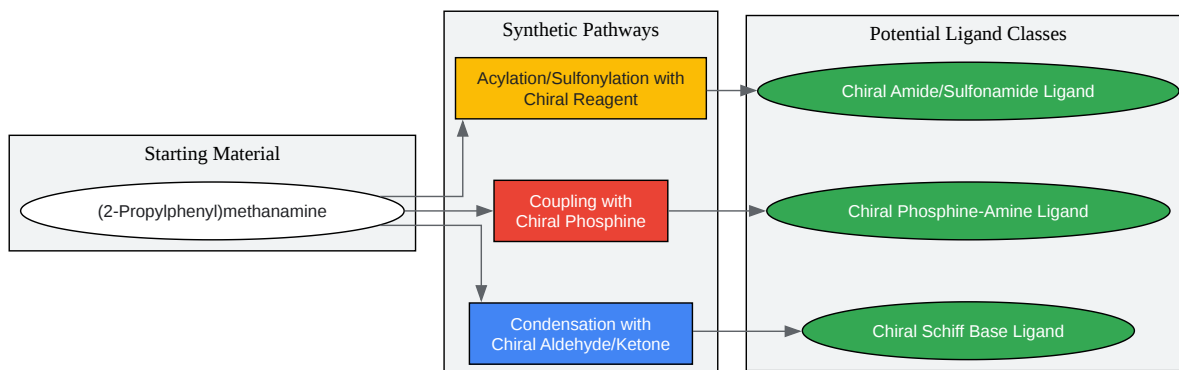 Synthetic Pathways
Potential Ligand Classes
Acylation/Sulfonylation with
Chiral Reagent
Chiral Amide/Sulfonamide Ligand
Starting Material
(2-Propylphenyl)methanamine
Coupling with
Chiral Phosphine
Chiral Phosphine-Amine Ligand
Condensation with
Chiral Aldehyde/Ketone
Chiral Schiff Base Ligand